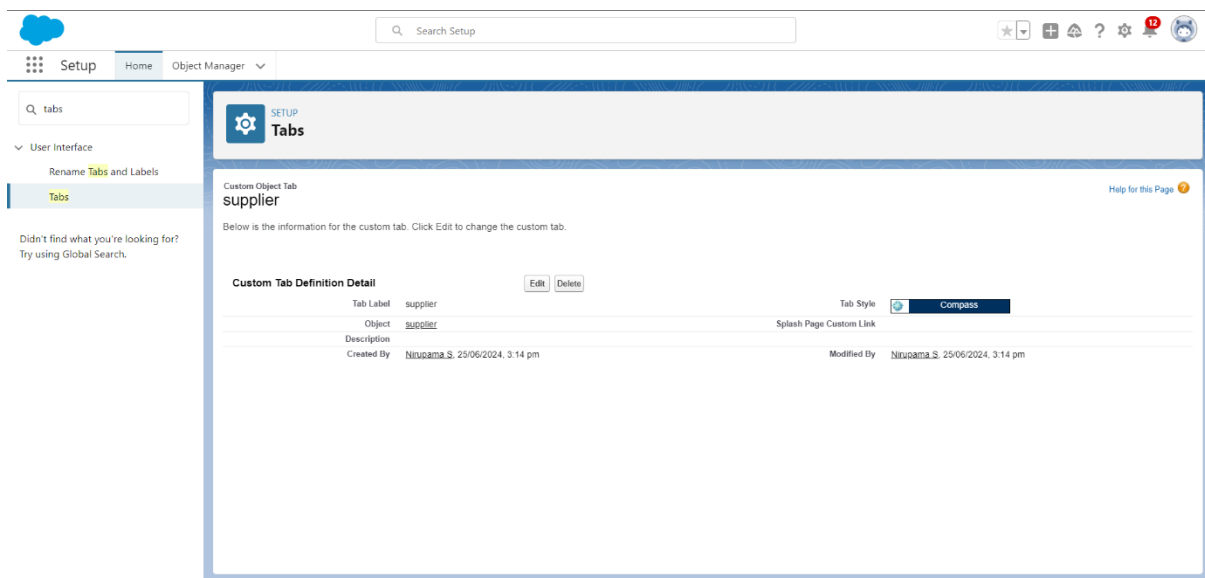 Search Setup
12
Setup
Home
Object Manager
tabs
User Interface
Rename Tabs and Labels
Tabs
Didn't find what you're looking for?
Try using Global Search.
SETUP
Tabs
Custom Object Tab
supplier
Help for this Page
Below is the information for the custom tab. Click Edit to change the custom tab.
Custom Tab Definition Detail Edit Delete
Tab Label supplier Tab Style Compass
Object supplier Splash Page Custom Link
Description
Created By Nirupama S, 25/06/2024, 3:14 pm Modified By Nirupama S, 25/06/2024, 3:14 pm